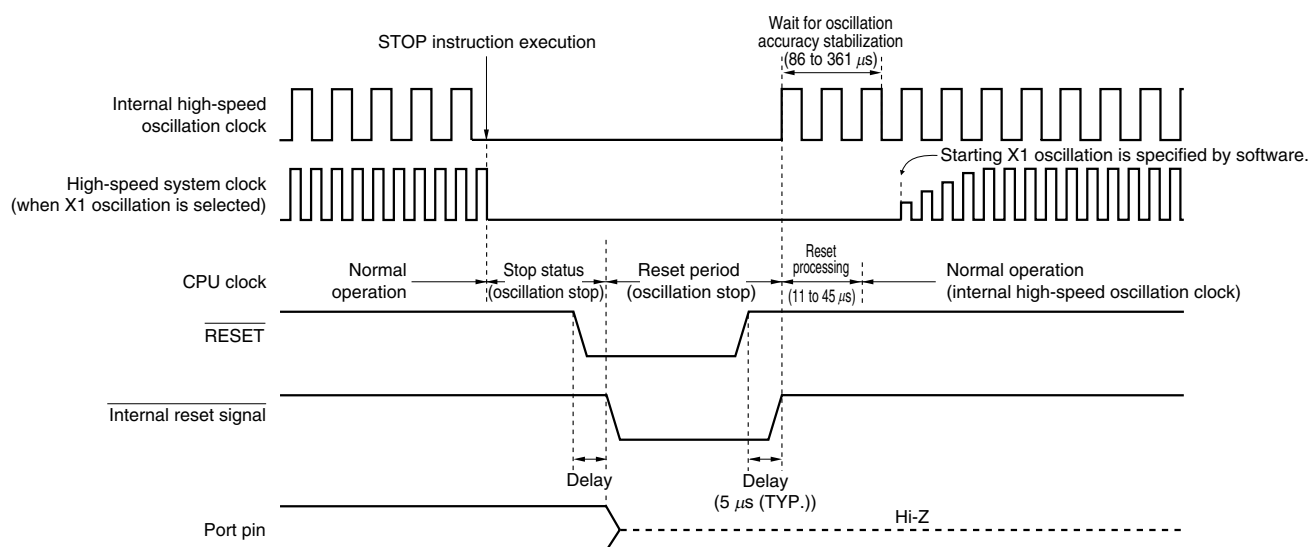 STOP instruction execution
Wait for oscillation
accuracy stabilization
(86 to 361 μs)
Internal high-speed
oscillation clock
Starting X1 oscillation is specified by software.
High-speed system clock
(when X1 oscillation is selected)
CPU clock
Normal
operation
Stop status
(oscillation stop)
Reset period
(oscillation stop)
Reset
processing
(11 to 45 μs)
Normal operation
(internal high-speed oscillation clock)
RESET
Internal reset signal
Delay
Delay
(5 μs (TYP.))
Port pin
Hi-Z